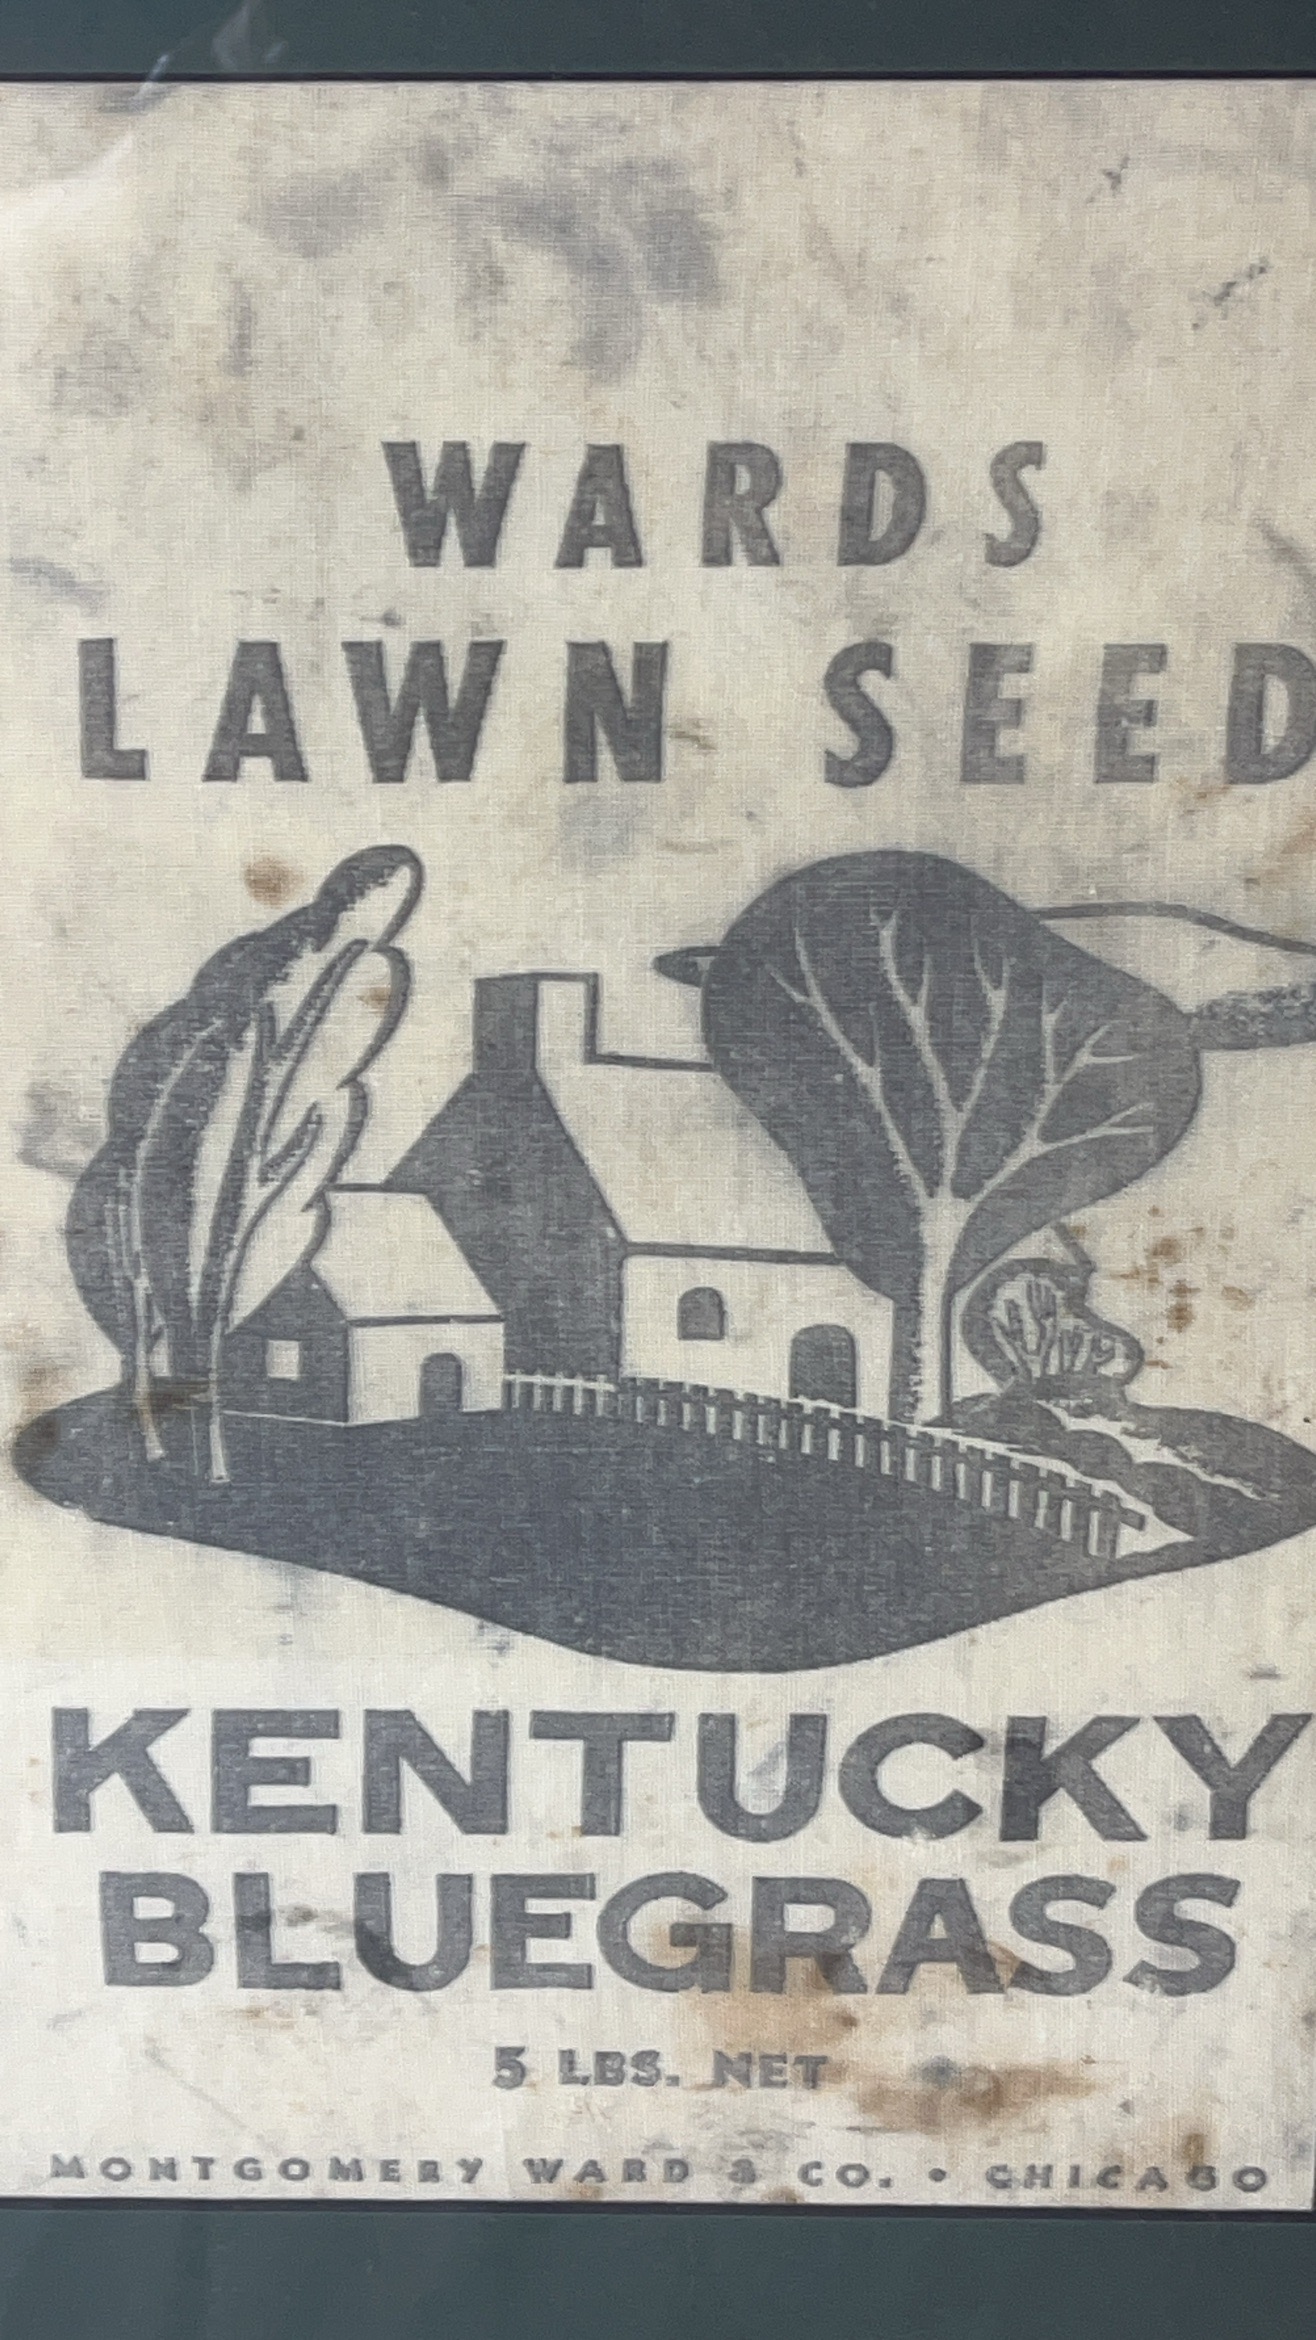 WARDS
LAWN SEED
KENTUCKY
BLUEGRASS
5 LBS. NET
MONTGOMERY WARD & CO. • CHICAGO